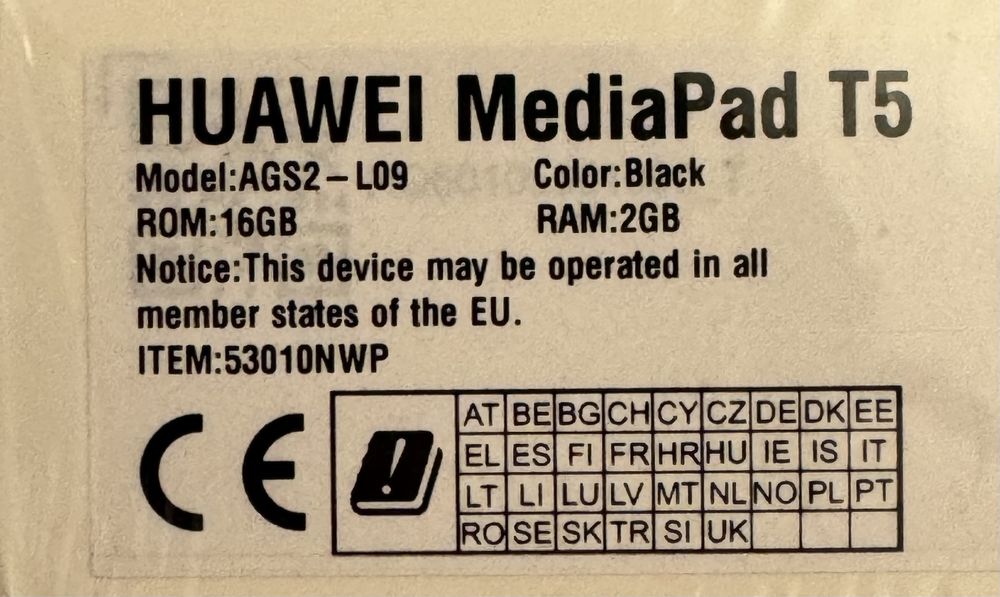 HUAWEI MediaPad T5
Model:AGS2-L09 Color:Black
ROM:16GB RAM:2GB
Notice:This device may be operated in all
member states of the EU.
ITEM:53010NWP
CE
AT BE BG CH CY CZ DE DK EE
EL ES FI FR HR HU IE IS IT
LT LI LU LV MT NL NO PL PT
RO SE SK TR SI UK